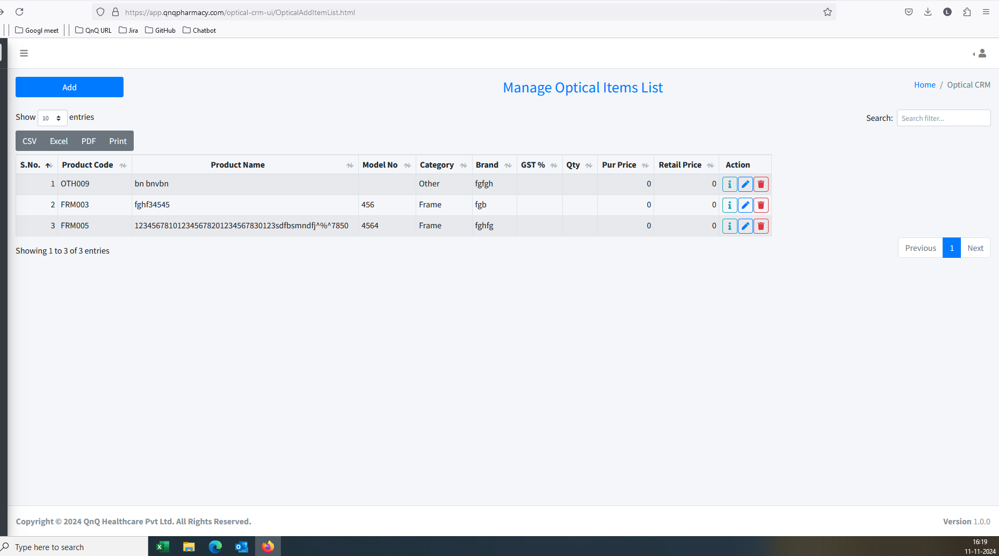 https://app.qnqpharmacy.com/optical-crm-ui/OpticalAddItemList.html
L
Googl meet QnQ URL Jira GitHub Chatbot
Add Manage Optical Items List Home / Optical CRM
Show 10 entries Search: Search filter...
CSV Excel PDF Print
S.No. Product Code Product Name Model No Category Brand GST % Qty Pur Price Retail Price Action
1 OTH009 bn bnvbn Other fgfgh 0 0
2 FRM003 fghf34545 456 Frame fgb 0 0
3 FRM005 123456781012345678201234567830123sdfbsmndfj^%^7850 4564 Frame fghfg 0 0
Showing 1 to 3 of 3 entries Previous 1 Next
Copyright © 2024 QnQ Healthcare Pvt Ltd. All Rights Reserved. Version 1.0.0
Type here to search 16:19
11-11-2024